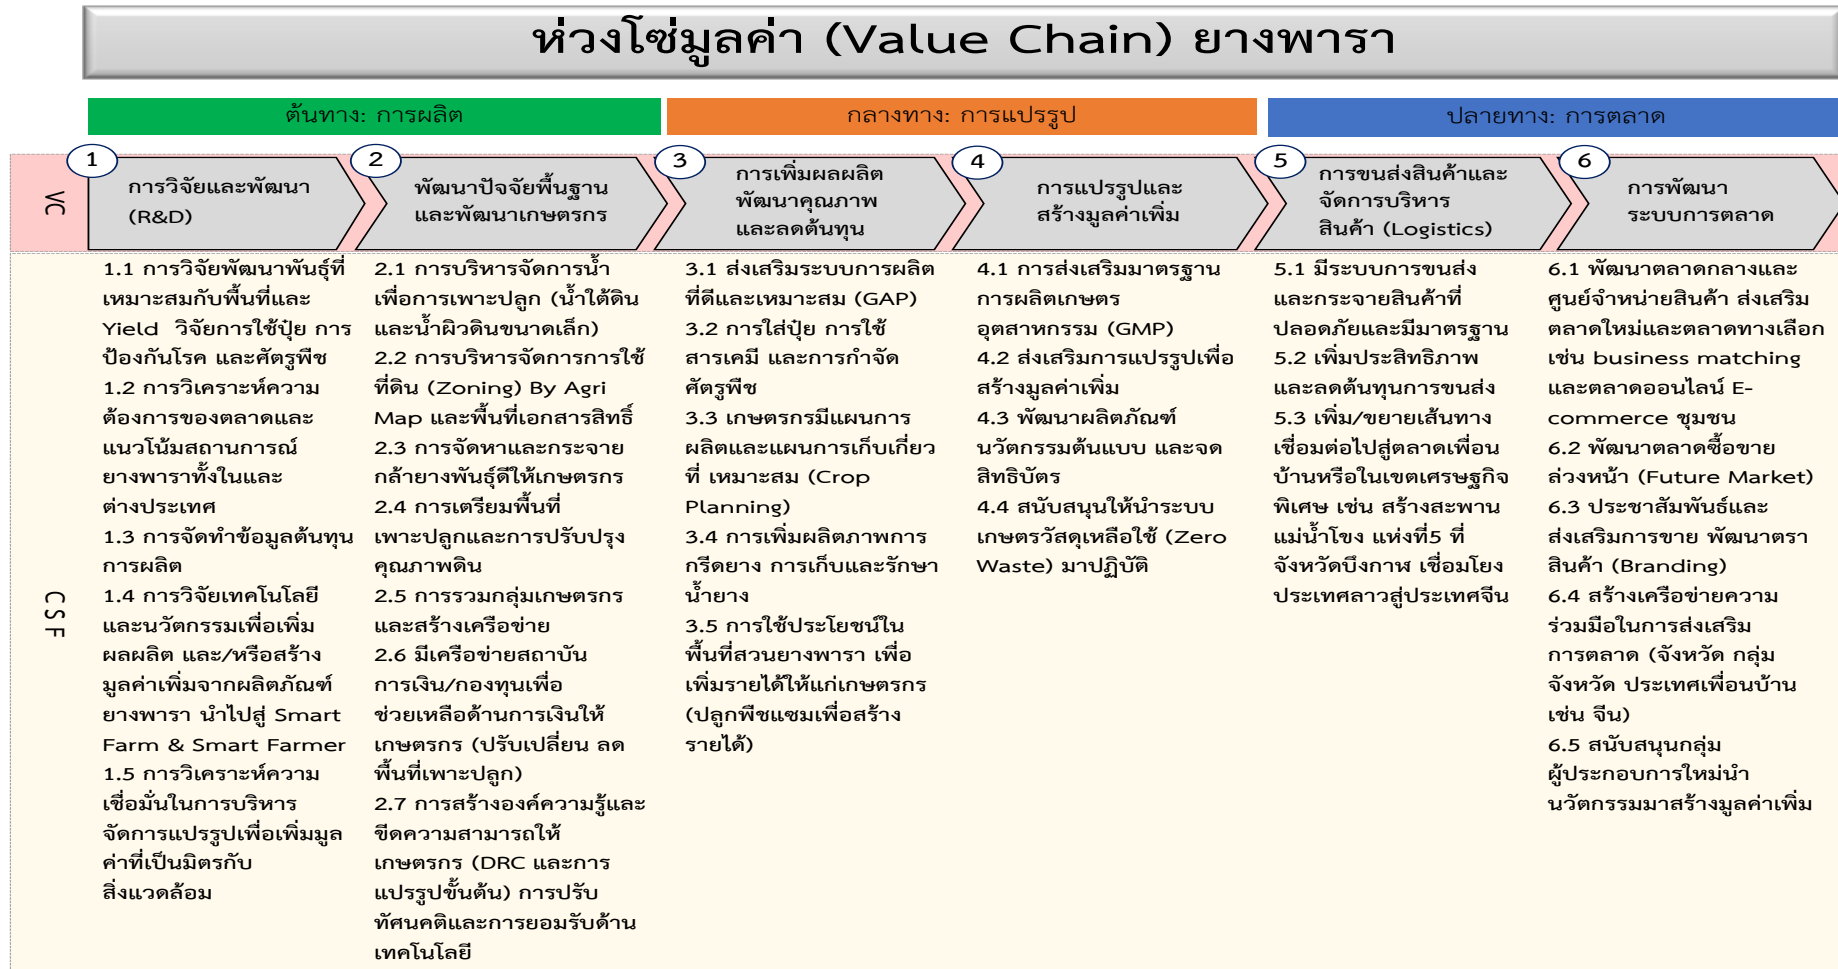 ห่วงโซ่มูลค่า (Value Chain) ยางพารา
ต้นทาง: การผลิต
กลางทาง: การแปรรูป
ปลายทาง: การตลาด
VC
1
การวิจัยและพัฒนา
(R&D)
2
พัฒนาปัจจัยพื้นฐาน
และพัฒนาเกษตรกร
3
การเพิ่มผลผลิต
พัฒนาคุณภาพ
และลดต้นทุน
4
การแปรรูปและ
สร้างมูลค่าเพิ่ม
5
การขนส่งสินค้าและ
จัดการบริหาร
สินค้า (Logistics)
6
การพัฒนา
ระบบการตลาด
CSF
1.1 การวิจัยพัฒนาพันธุ์ที่
เหมาะสมกับพื้นที่และ
Yield วิจัยการใช้ปุ๋ย การ
ป้องกันโรค และศัตรูพืช
1.2 การวิเคราะห์ความ
ต้องการของตลาดและ
แนวโน้มสถานการณ์
ยางพาราทั้งในและ
ต่างประเทศ
1.3 การจัดทำข้อมูลต้นทุน
การผลิต
1.4 การวิจัยเทคโนโลยี
และนวัตกรรมเพื่อเพิ่ม
ผลผลิต และ/หรือสร้าง
มูลค่าเพิ่มจากผลิตภัณฑ์
ยางพารา นำไปสู่ Smart
Farm & Smart Farmer
1.5 การวิเคราะห์ความ
เชื่อมั่นในการบริหาร
จัดการแปรรูปเพื่อเพิ่มมูล
ค่าที่เป็นมิตรกับ
สิ่งแวดล้อม
2.1 การบริหารจัดการน้ำ
เพื่อการเพาะปลูก (น้ำใต้ดิน
และน้ำผิวดินขนาดเล็ก)
2.2 การบริหารจัดการการใช้
ที่ดิน (Zoning) By Agri
Map และพื้นที่เอกสารสิทธิ์
2.3 การจัดหาและกระจาย
กล้ายางพันธุ์ดีให้เกษตรกร
2.4 การเตรียมพื้นที่
เพาะปลูกและการปรับปรุง
คุณภาพดิน
2.5 การรวมกลุ่มเกษตรกร
และสร้างเครือข่าย
2.6 มีเครือข่ายสถาบัน
การเงิน/กองทุนเพื่อ
ช่วยเหลือด้านการเงินให้
เกษตรกร (ปรับเปลี่ยน ลด
พื้นที่เพาะปลูก)
2.7 การสร้างองค์ความรู้และ
ขีดความสามารถให้
เกษตรกร (DRC และการ
แปรรูปขั้นต้น) การปรับ
ทัศนคติและการยอมรับด้าน
เทคโนโลยี
3.1 ส่งเสริมระบบการผลิต
ที่ดีและเหมาะสม (GAP)
3.2 การใส่ปุ๋ย การใช้
สารเคมี และการกำจัด
ศัตรูพืช
3.3 เกษตรกรมีแผนการ
ผลิตและแผนการเก็บเกี่ยว
ที่ เหมาะสม (Crop
Planning)
3.4 การเพิ่มผลิตภาพการ
กรีดยาง การเก็บและรักษา
น้ำยาง
3.5 การใช้ประโยชน์ใน
พื้นที่สวนยางพารา เพื่อ
เพิ่มรายได้ให้แก่เกษตรกร
(ปลูกพืชแซมเพื่อสร้าง
รายได้)
4.1 การส่งเสริมมาตรฐาน
การผลิตเกษตร
อุตสาหกรรม (GMP)
4.2 ส่งเสริมการแปรรูปเพื่อ
สร้างมูลค่าเพิ่ม
4.3 พัฒนาผลิตภัณฑ์
นวัตกรรมต้นแบบ และจด
สิทธิบัตร
4.4 สนับสนุนให้นำระบบ
เกษตรวัสดุเหลือใช้ (Zero
Waste) มาปฏิบัติ
5.1 มีระบบการขนส่ง
และกระจายสินค้าที่
ปลอดภัยและมีมาตรฐาน
5.2 เพิ่มประสิทธิภาพ
และลดต้นทุนการขนส่ง
5.3 เพิ่ม/ขยายเส้นทาง
เชื่อมต่อไปสู่ตลาดเพื่อน
บ้านหรือในเขตเศรษฐกิจ
พิเศษ เช่น สร้างสะพาน
แม่น้ำโขง แห่งที่5 ที่
จังหวัดบึงกาฬ เชื่อมโยง
ประเทศลาวสู่ประเทศจีน
6.1 พัฒนาตลาดกลางและ
ศูนย์จำหน่ายสินค้า ส่งเสริม
ตลาดใหม่และตลาดทางเลือก
เช่น business matching
และตลาดออนไลน์ E-
commerce ชุมชน
6.2 พัฒนาตลาดซื้อขาย
ล่วงหน้า (Future Market)
6.3 ประชาสัมพันธ์และ
ส่งเสริมการขาย พัฒนาตรา
สินค้า (Branding)
6.4 สร้างเครือข่ายความ
ร่วมมือในการส่งเสริม
การตลาด (จังหวัด กลุ่ม
จังหวัด ประเทศเพื่อนบ้าน
เช่น จีน)
6.5 สนับสนุนกลุ่ม
ผู้ประกอบการใหม่นำ
นวัตกรรมมาสร้างมูลค่าเพิ่ม